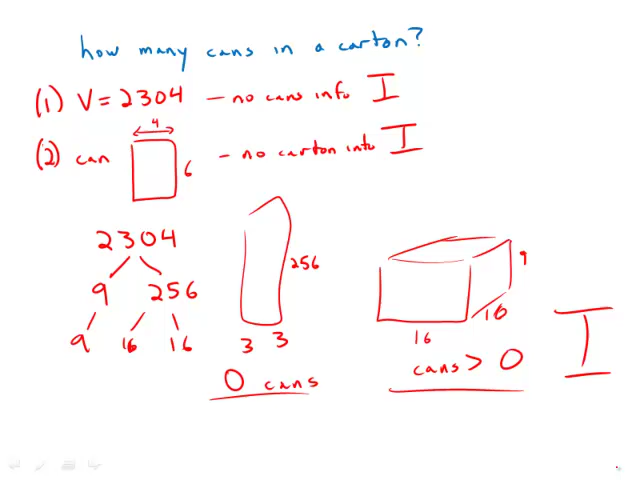 how many cans in a carton?
(1) V = 2304 — no cans info I
4
(2) can 6 — no carton info I
2304
9 256
9 16 16
256
3 3
0 cans
9
16
16
cans > 0
I